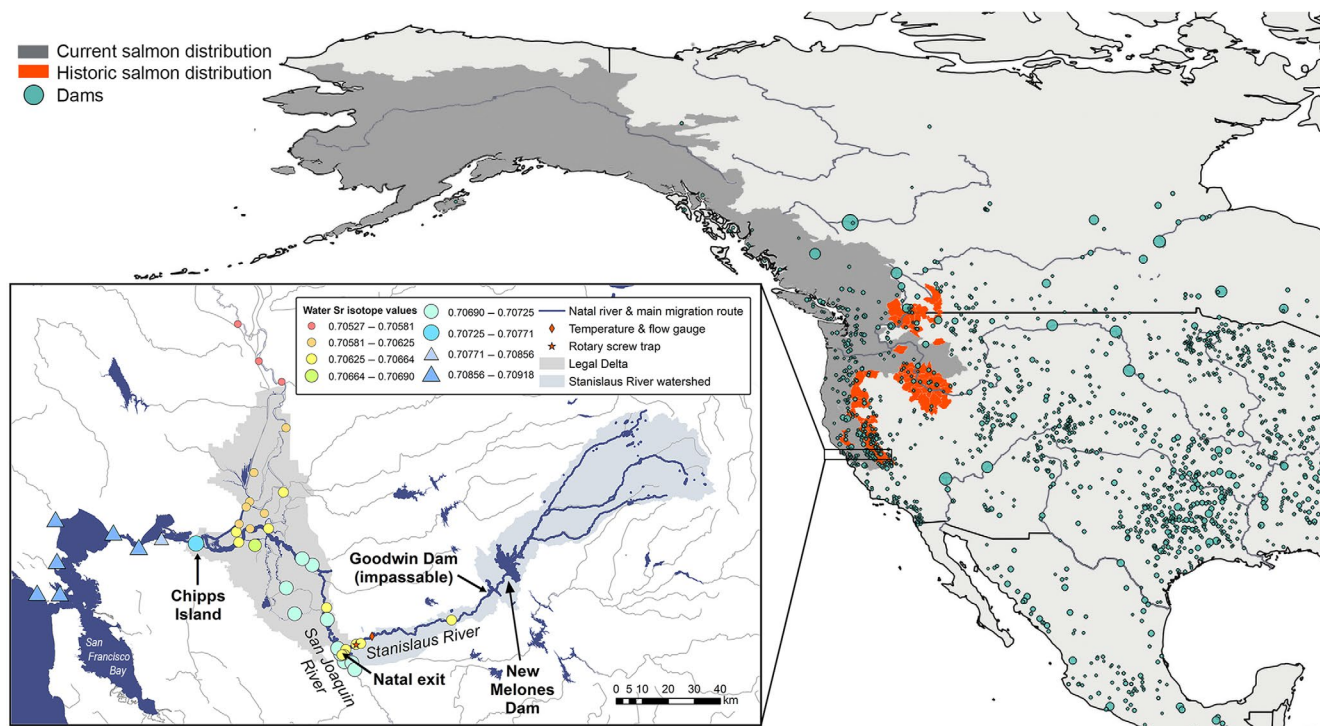 Current salmon distribution
Historic salmon distribution
Dams
Water Sr isotope values
0.70527 – 0.70581
0.70581 – 0.70625
0.70625 – 0.70664
0.70664 – 0.70690
0.70690 – 0.70725
0.70725 – 0.70771
0.70771 – 0.70856
0.70856 – 0.70918
Natal river & main migration route
Temperature & flow gauge
Rotary screw trap
Legal Delta
Stanislaus River watershed
Goodwin Dam
(impassable)
Chipps
Island
San
Francisco
Bay
San Joaquin
River
Stanislaus River
Natal exit
New
Melones
Dam
0 5 10 20 30 40
km